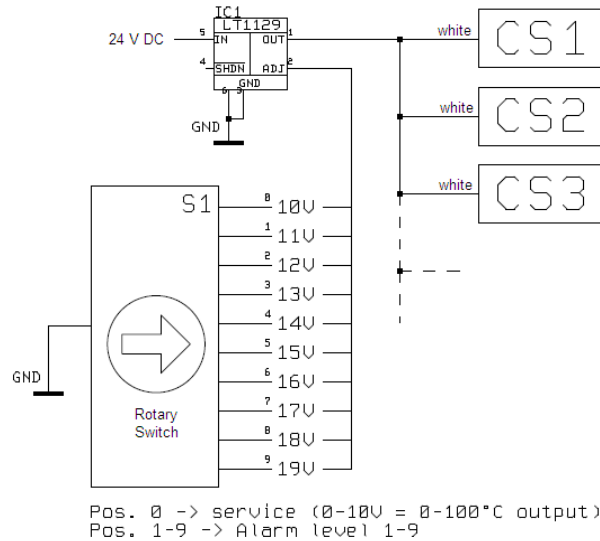 IC1
LT1129
24 V DC
5
IN
OUT
1
white
CS1
4
SHDN
ADJ
2
GND
6
3
GND
white
CS2
white
CS3
S1
0
10V
1
11V
2
12V
3
13V
4
14V
5
15V
6
16V
7
17V
8
18V
9
19V
GND
Rotary
Switch
Pos. 0 -> service (0-10V = 0-100°C output)
Pos. 1-9 -> Alarm level 1-9